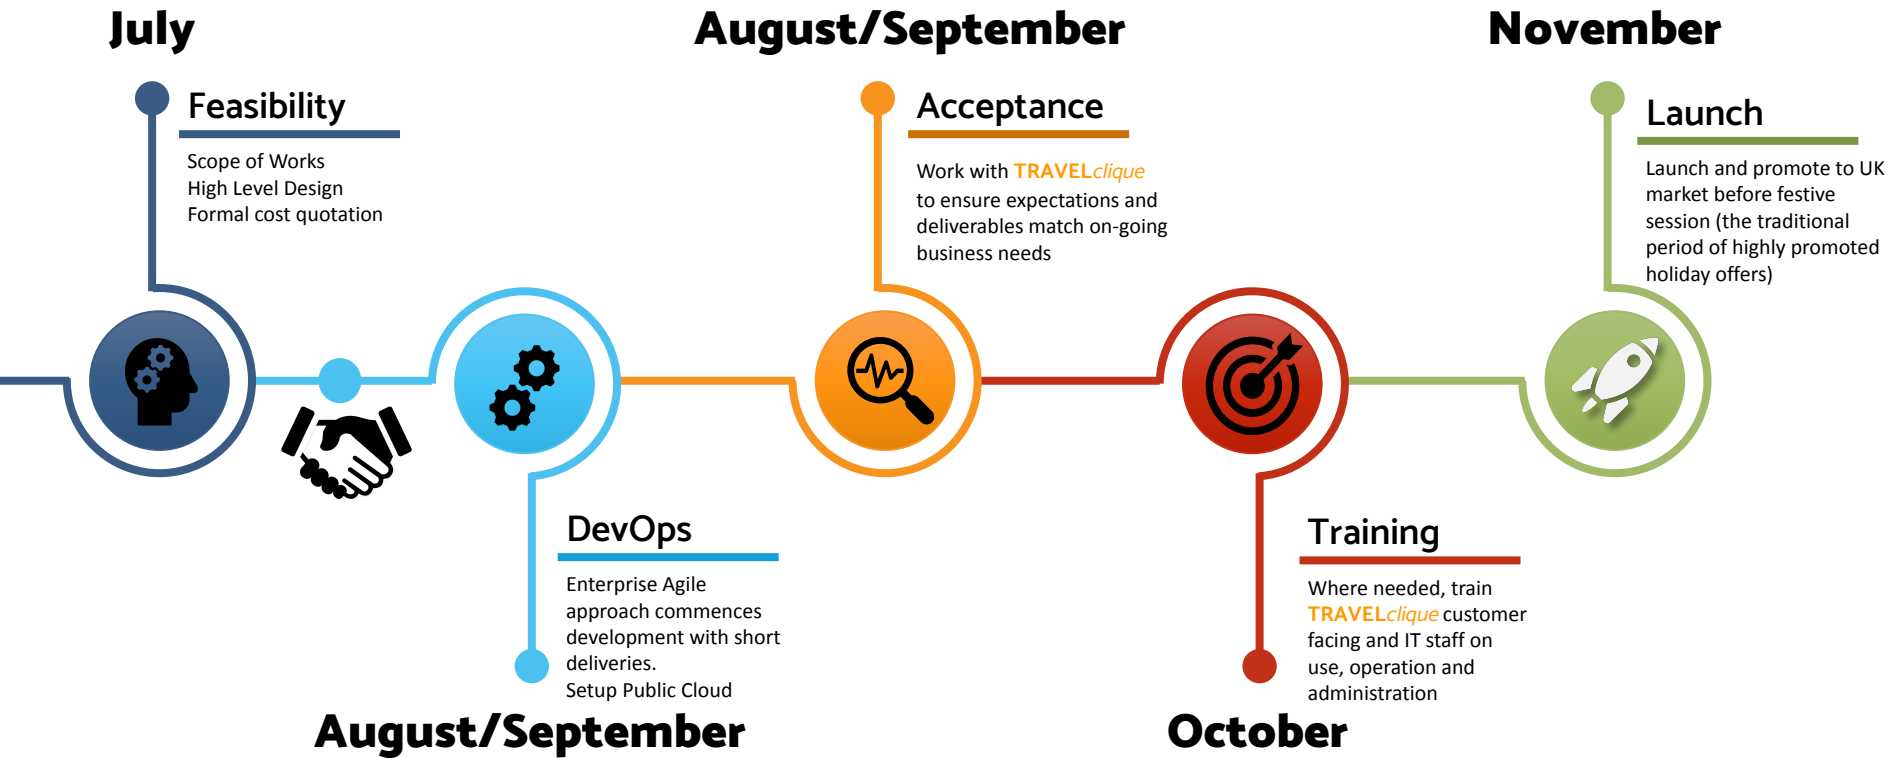 July
Feasibility
Scope of Works
High Level Design
Formal cost quotation
DevOps
Enterprise Agile
approach commences
development with short
deliveries.
Setup Public Cloud
August/September
August/September
Acceptance
Work with TRAVELclique
to ensure expectations and
deliverables match on-going
business needs
Training
Where needed, train
TRAVELclique customer
facing and IT staff on
use, operation and
administration
October
November
Launch
Launch and promote to UK
market before festive
session (the traditional
period of highly promoted
holiday offers)